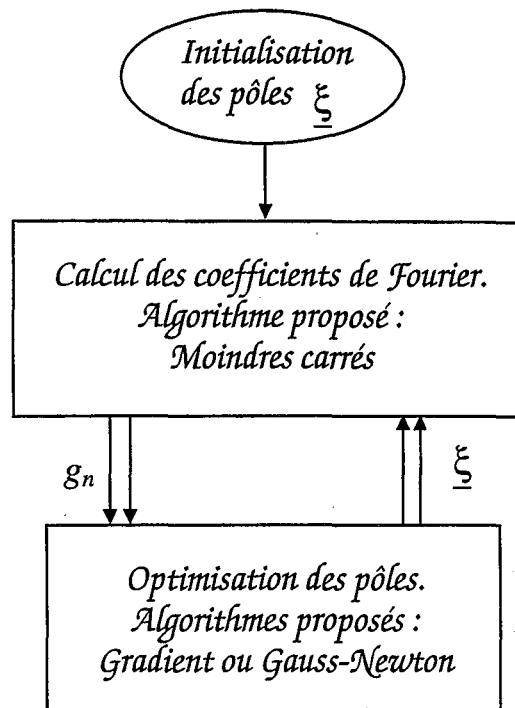 Initialisation
des pôles ξ
Calcul des coefficients de Fourier.
Algorithme proposé :
Moindres carrés
gn
ξ
Optimisation des pôles.
Algorithmes proposés :
Gradient ou Gauss-Newton